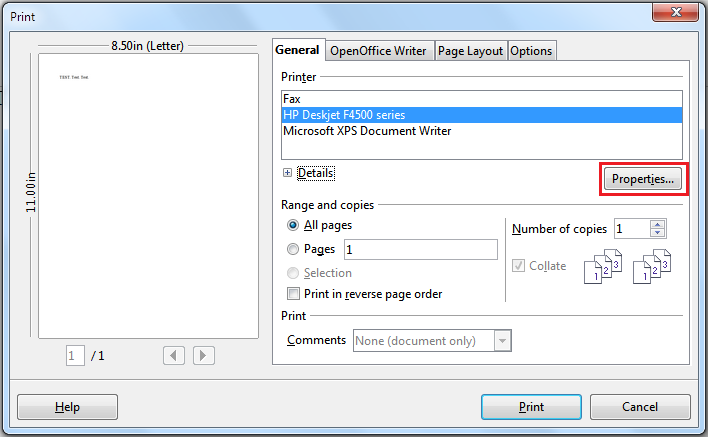 Print
8.50in (Letter)
11.00in
TEST. Test. Test
1 / 1
General OpenOffice Writer Page Layout Options
Printer
Fax
HP Deskjet F4500 series
Microsoft XPS Document Writer
Details
Properties...
Range and copies
All pages
Pages 1
Selection
Print in reverse page order
Number of copies 1
Collate
1 2 3 1 2 3
Print
Comments None (document only)
Help Print Cancel